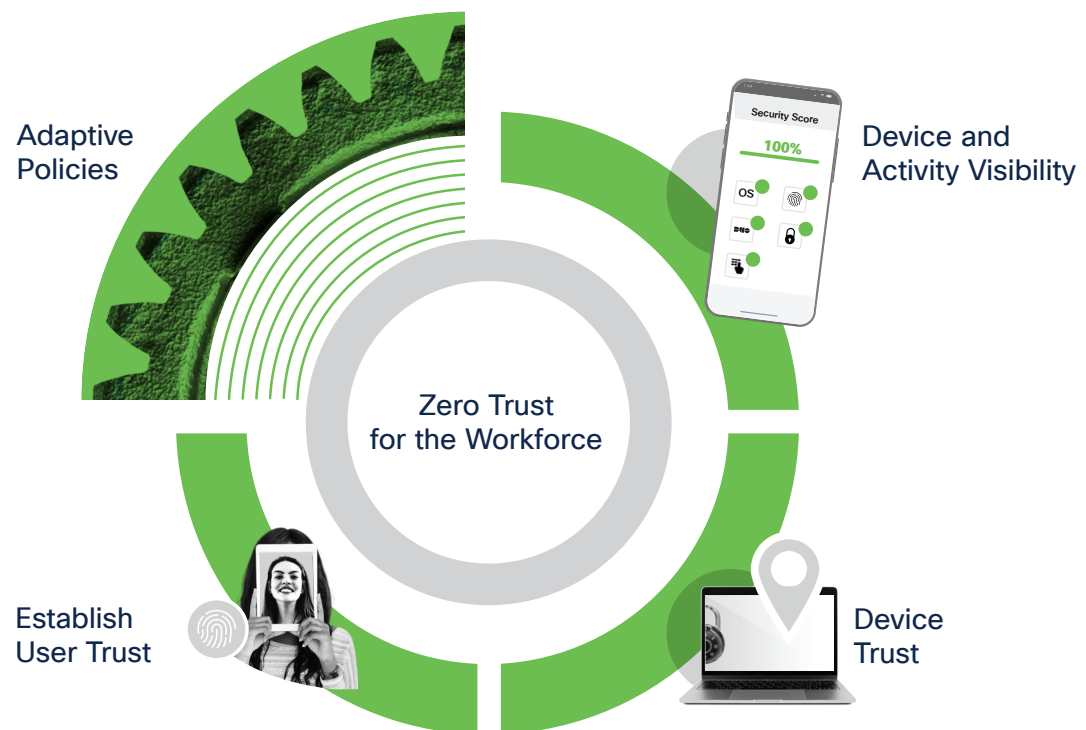 Adaptive
Policies
Security Score
100%
OS
DNS
Device and
Activity Visibility
Zero Trust
for the Workforce
Establish
User Trust
Device
Trust